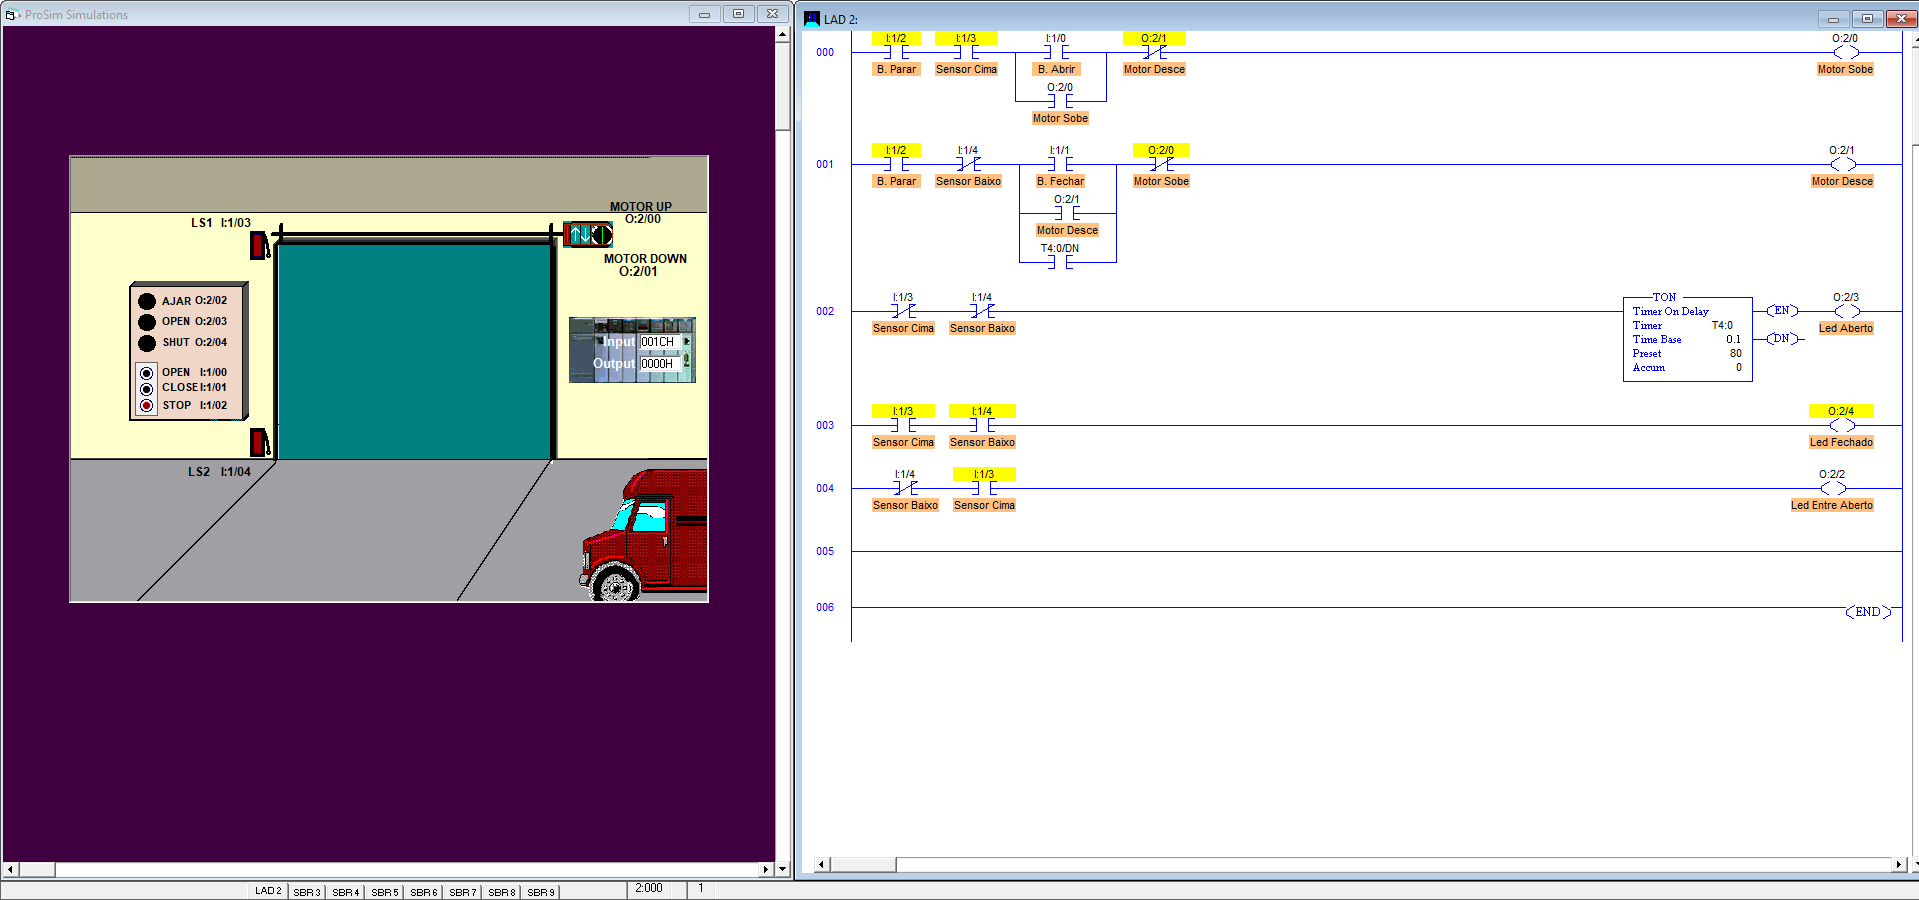 ProSim Simulations
LS1 I:1/03
MOTOR UP
O:2/00
MOTOR DOWN
O:2/01
AJAR O:2/02
OPEN O:2/03
SHUT O:2/04
OPEN I:1/00
CLOSE I:1/01
STOP I:1/02
Input 001CH
Output 0000H
LS2 I:1/04
LAD 2:
000
I:1/2 I:1/3 I:1/0 O:2/1 O:2/0
B. Parar Sensor Cima B. Abrir Motor Desce Motor Sobe
O:2/0
Motor Sobe
001
I:1/2 I:1/4 I:1/1 O:2/0 O:2/1
B. Parar Sensor Baixo B. Fechar Motor Sobe Motor Desce
O:2/1
Motor Desce
T4:0/DN
002
I:1/3 I:1/4 O:2/3
Sensor Cima Sensor Baixo Led Aberto
TON
Timer On Delay
Timer T4:0
Time Base 0.1
Preset 80
Accum 0
EN
DN
003
I:1/3 I:1/4 O:2/4
Sensor Cima Sensor Baixo Led Fechado
004
I:1/4 I:1/3 O:2/2
Sensor Baixo Sensor Cima Led Entre Aberto
005
006
END
LAD 2 SBR 3 SBR 4 SBR 5 SBR 6 SBR 7 SBR 8 SBR 9 2:000 1